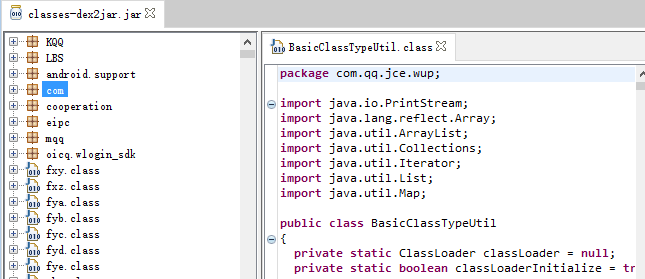 classes-dex2jar.jar
KQQ
LBS
android.support
com
cooperation
eipc
mqq
oicq.wlogin_sdk
fxy.class
fxz.class
fya.class
fyb.class
fyc.class
fyd.class
fye.class
BasicClassTypeUtil.class
package com.qq.jce.wup;
import java.io.PrintStream;
import java.lang.reflect.Array;
import java.util.ArrayList;
import java.util.Collections;
import java.util.Iterator;
import java.util.List;
import java.util.Map;
public class BasicClassTypeUtil
{
private static ClassLoader classLoader = null;
private static boolean classLoaderInitialize = tr